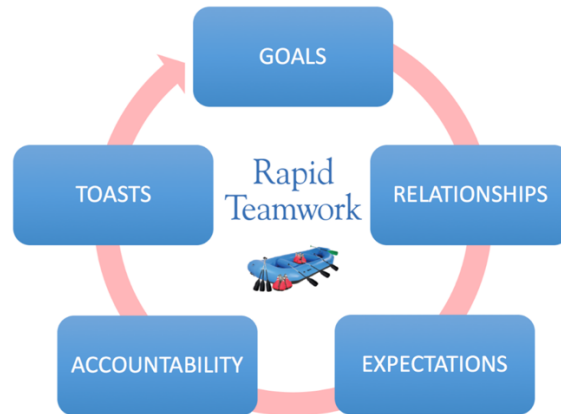 GOALS
RELATIONSHIPS
EXPECTATIONS
ACCOUNTABILITY
TOASTS
Rapid
Teamwork